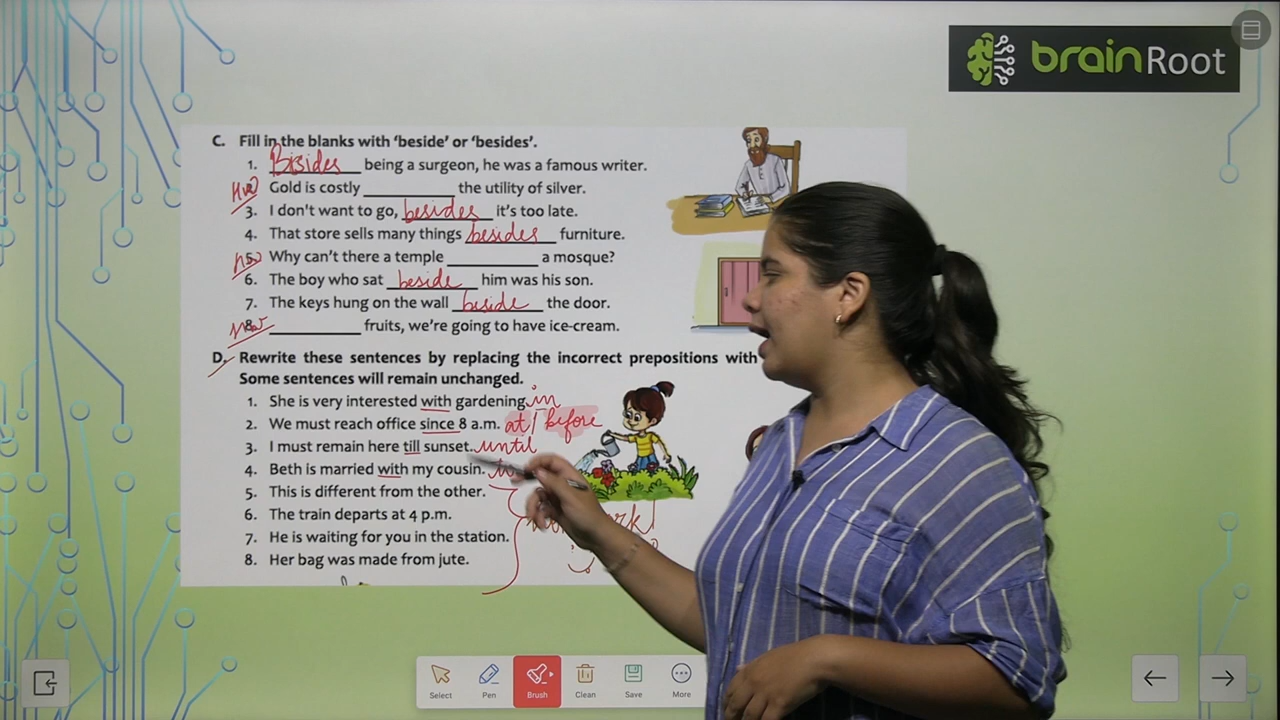 brainRoot
C. Fill in the blanks with ‘beside’ or ‘besides’.
1. Bisides being a surgeon, he was a famous writer.
Gold is costly __________ the utility of silver.
3. I don't want to go, besides it's too late.
4. That store sells many things besides furniture.
5. Why can't there a temple __________ a mosque?
6. The boy who sat beside him was his son.
7. The keys hung on the wall beside the door.
8. __________ fruits, we're going to have ice-cream.
D. Rewrite these sentences by replacing the incorrect prepositions with
Some sentences will remain unchanged.
1. She is very interested with gardening. in
2. We must reach office since 8 a.m. at/before
3. I must remain here till sunset. until
4. Beth is married with my cousin.
5. This is different from the other.
6. The train departs at 4 p.m.
7. He is waiting for you in the station.
8. Her bag was made from jute.
Select Pen Brush Clean Save More